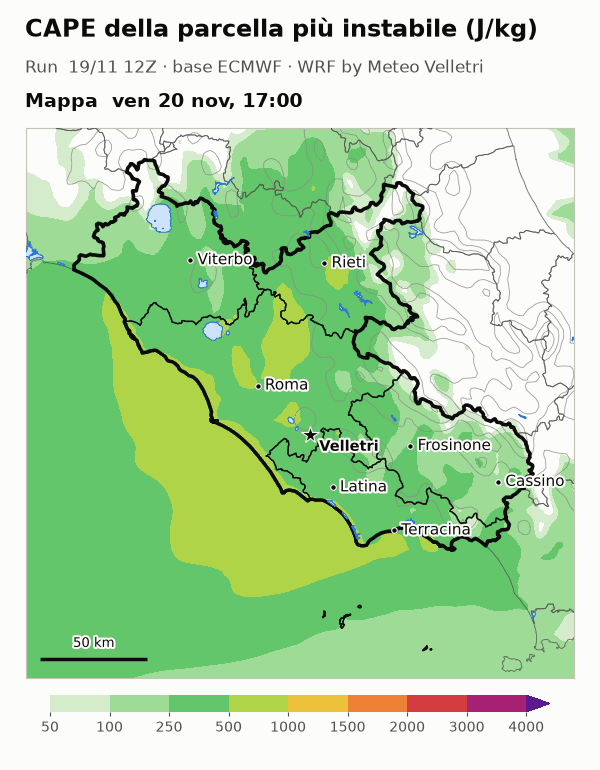 CAPE della parcella più instabile (J/kg)
Run  19/11 12Z · base ECMWF · WRF by Meteo Velletri
Mappa  ven 20 nov, 17:00
Viterbo
Rieti
Roma
Velletri
Frosinone
Cassino
Latina
Terracina
50 km
50 100 250 500 1000 1500 2000 3000 4000